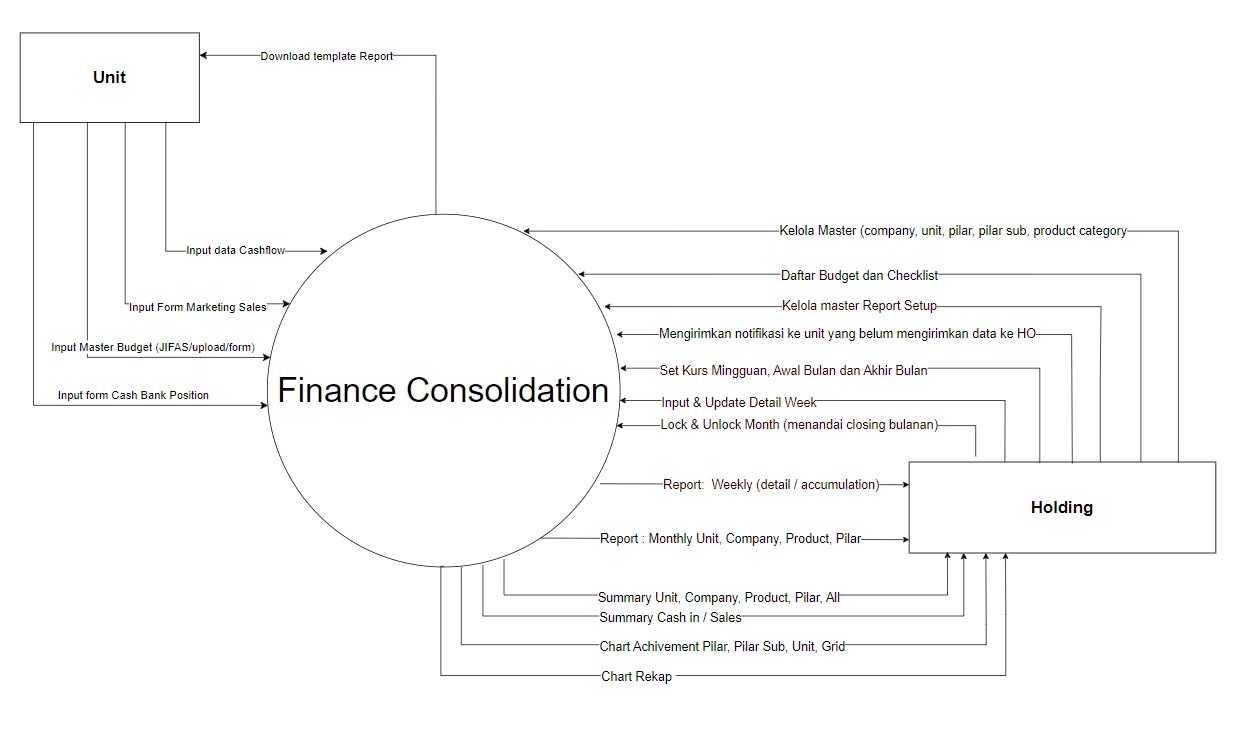 Unit
Download template Report
Input data Cashflow
Input Form Marketing Sales
Input Master Budget (JIFAS/upload/form)
Input form Cash Bank Position
Finance Consolidation
Kelola Master (company, unit, pilar, pilar sub, product category
Daftar Budget dan Checklist
Kelola master Report Setup
Mengirimkan notifikasi ke unit yang belum mengirimkan data ke HO
Set Kurs Mingguan, Awal Bulan dan Akhir Bulan
Input & Update Detail Week
Lock & Unlock Month (menandai closing bulanan)
Report:  Weekly (detail / accumulation)
Holding
Report : Monthly Unit, Company, Product, Pilar
Summary Unit, Company, Product, Pilar, All
Summary Cash in / Sales
Chart Achivement Pilar, Pilar Sub, Unit, Grid
Chart Rekap